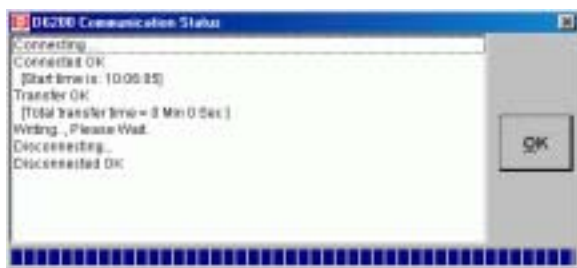 D6200 Communication Status
Connecting...
Connected OK
[Start time is: 10:06:05]
Transfer OK
[Total transfer time = 0 Min 0 Sec ]
Writing.., Please Wait.
Disconnecting...
Disconnected OK
OK